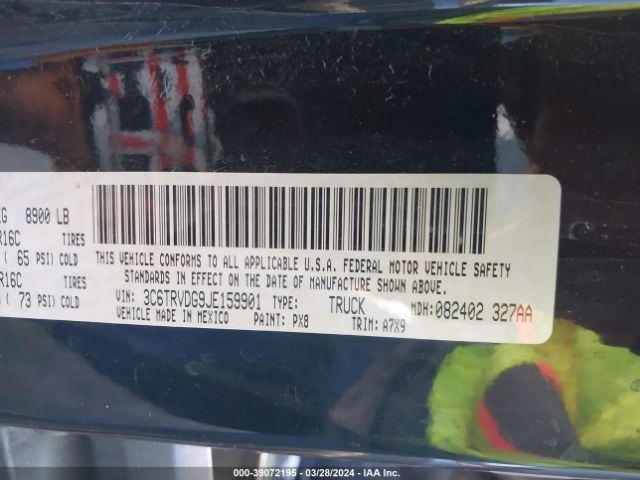 KG 8900 LB
R16C TIRES
( 65 PSI) COLD
R16C TIRES
( 73 PSI) COLD
THIS VEHICLE CONFORMS TO ALL APPLICABLE U.S.A. FEDERAL MOTOR VEHICLE SAFETY
STANDARDS IN EFFECT ON THE DATE OF MANUFACTURE SHOWN ABOVE.
VIN: 3C6TRVDG9JE159901 TYPE: TRUCK MDH: 082402 327AA
VEHICLE MADE IN MEXICO PAINT: PX8 TRIM: A7X9
000-39072195 - 03/28/2024 - IAA Inc.